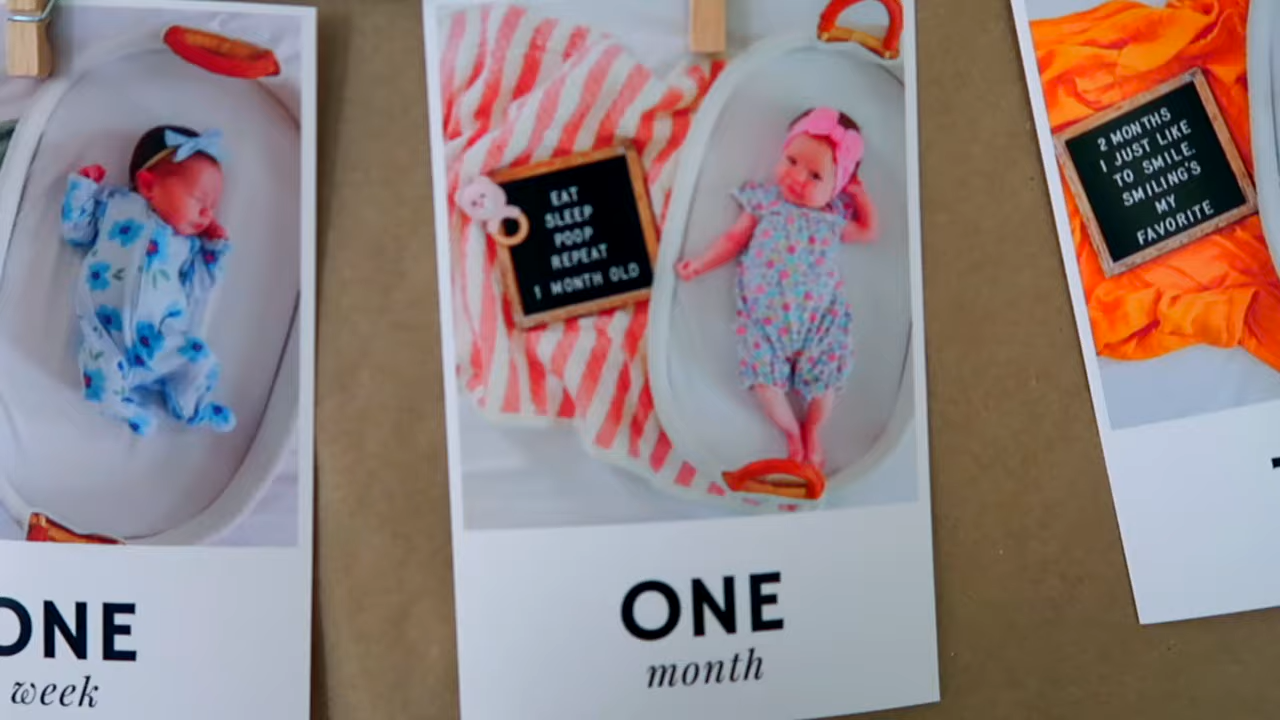 ONE
week
EAT
SLEEP
POOP
REPEAT
1 MONTH OLD
ONE
month
2 MONTHS
I JUST LIKE
TO SMILE.
SMILING'S
MY
FAVORITE